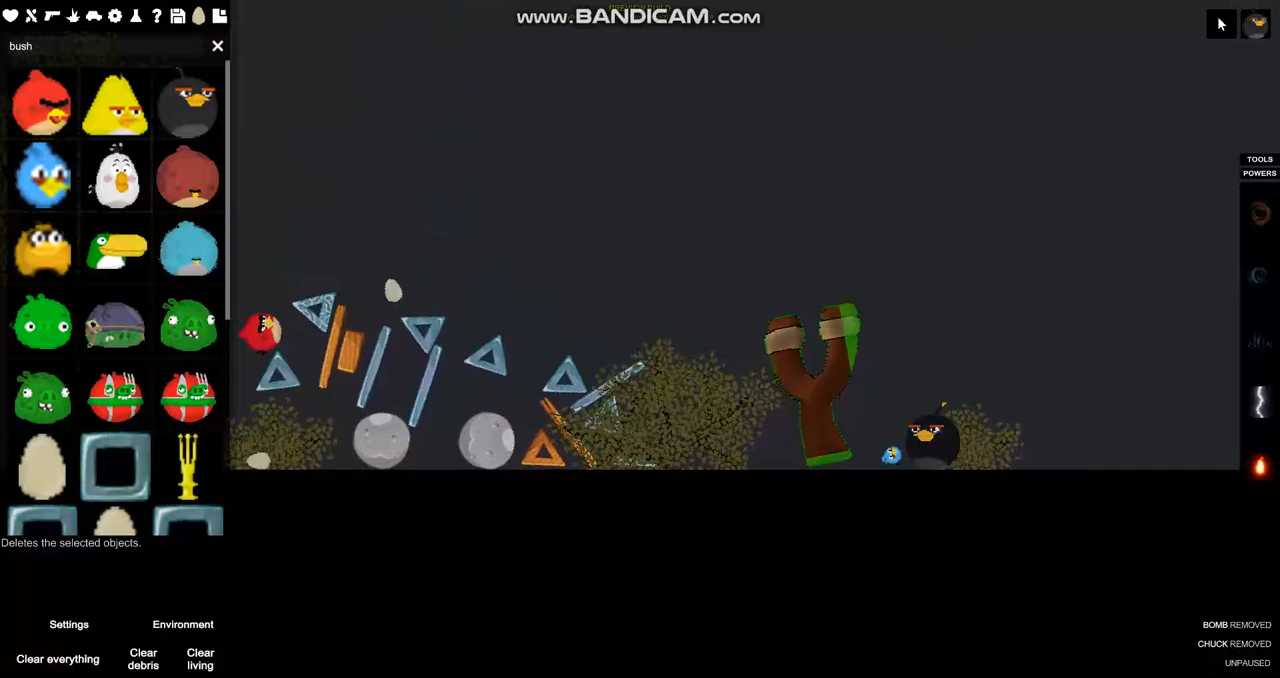 www.BANDICAM.com
bush
TOOLS
POWERS
Deletes the selected objects.
Settings
Environment
Clear everything
Clear debris
Clear living
BOMB REMOVED
CHUCK REMOVED
UNPAUSED